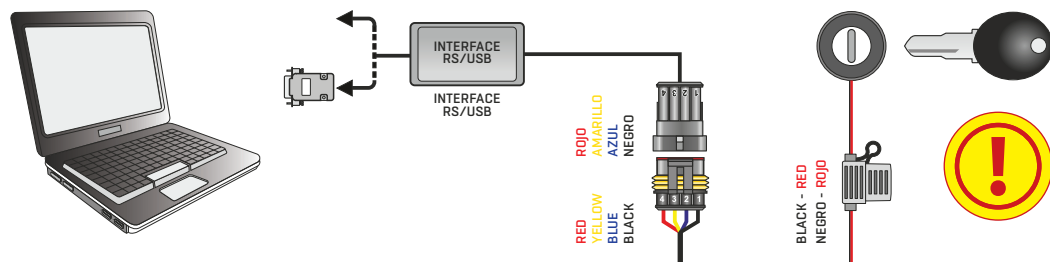 INTERFACE
RS/USB
INTERFACE
RS/USB
ROJO
AMARILLO
AZUL
NEGRO
4 3 2 1
4 3 2 1
RED
YELLOW
BLUE
BLACK
BLACK - RED
NEGRO - ROJO